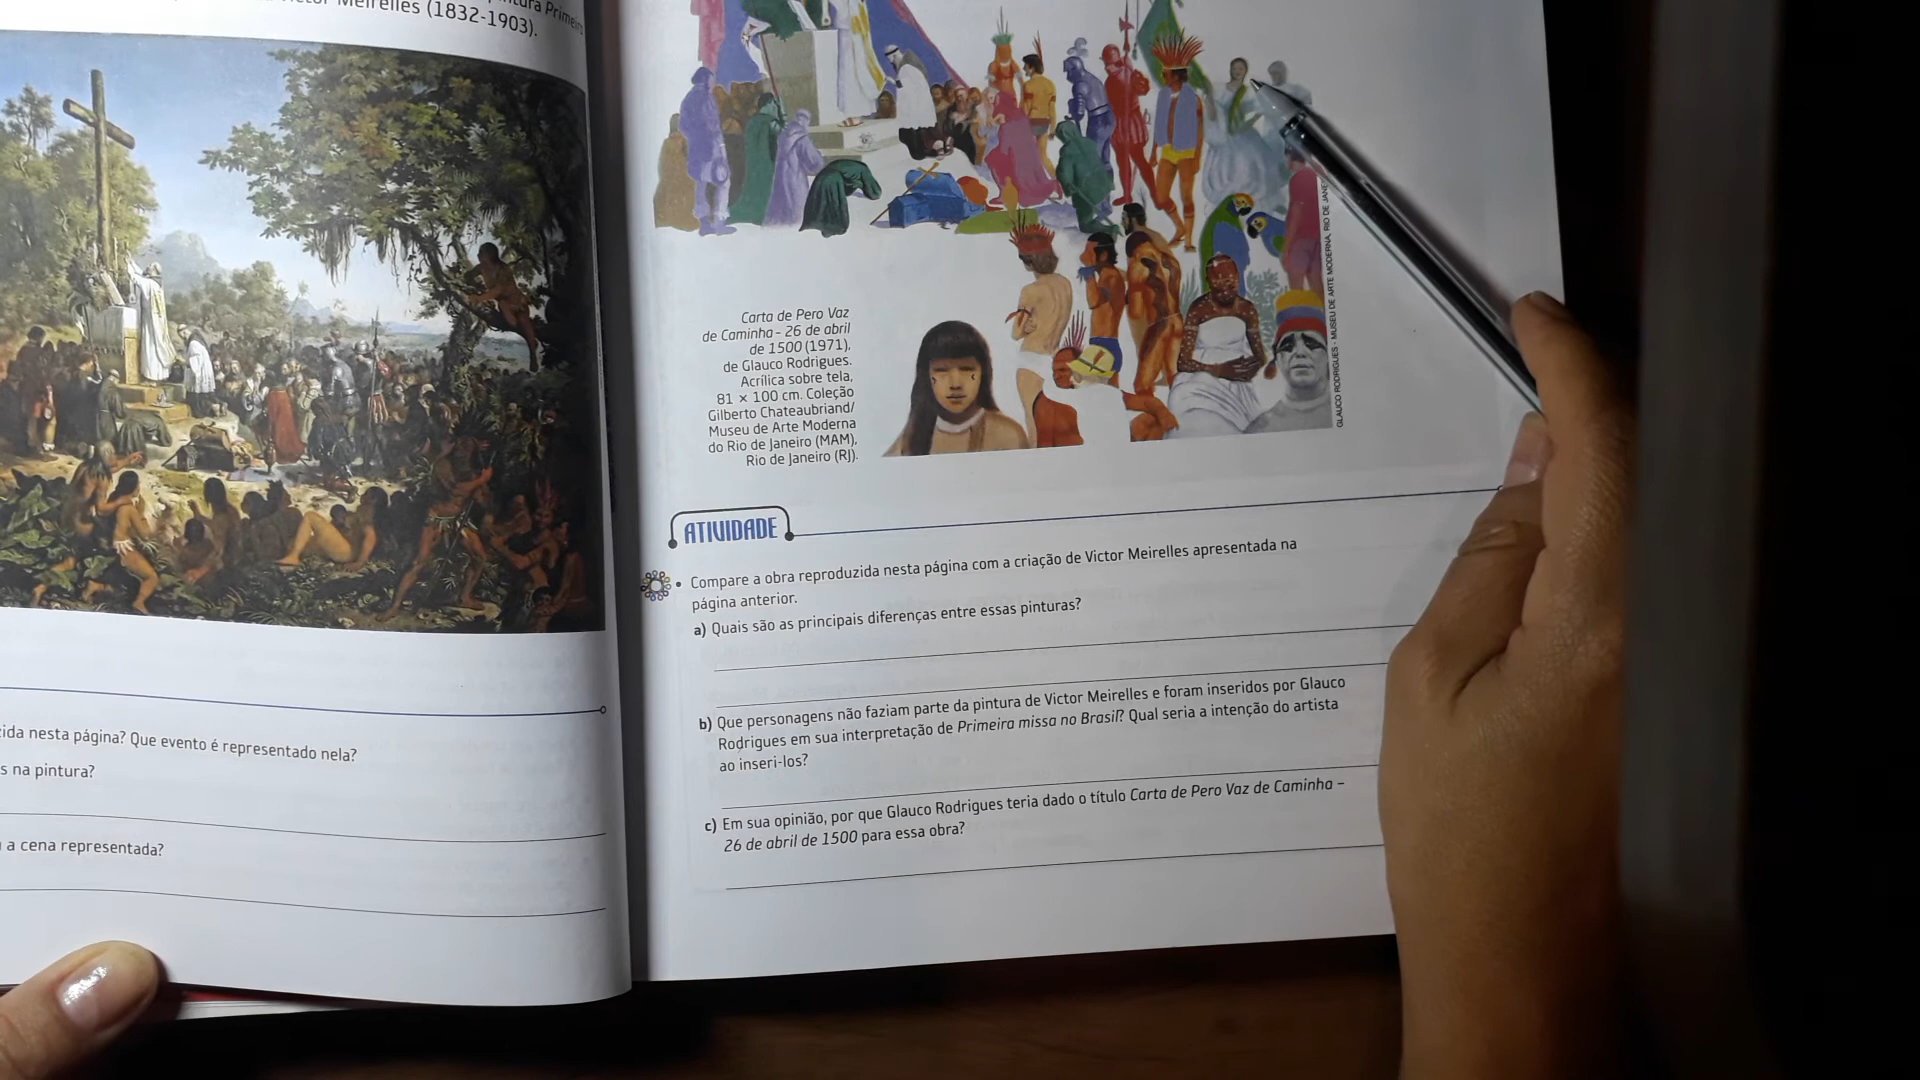 Primeira
Meirelles (1832-1903).
ida nesta página? Que evento é representado nela?
s na pintura?
a cena representada?
Carta de Pero Vaz
de Caminha - 26 de abril
de 1500 (1971),
de Glauco Rodrigues.
Acrílica sobre tela,
81 × 100 cm. Coleção
Gilberto Chateaubriand/
Museu de Arte Moderna
do Rio de Janeiro (MAM),
Rio de Janeiro (RJ).
GLAUCO RODRIGUES - MUSEU DE ARTE MODERNA, RIO DE JANE
ATIVIDADE
• Compare a obra reproduzida nesta página com a criação de Victor Meirelles apresentada na
página anterior.
a) Quais são as principais diferenças entre essas pinturas?
b) Que personagens não faziam parte da pintura de Victor Meirelles e foram inseridos por Glauco
Rodrigues em sua interpretação de Primeira missa no Brasil? Qual seria a intenção do artista
ao inseri-los?
c) Em sua opinião, por que Glauco Rodrigues teria dado o título Carta de Pero Vaz de Caminha –
26 de abril de 1500 para essa obra?